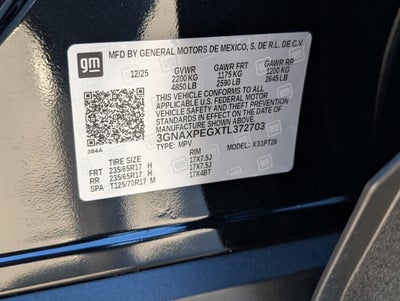 gm
MFD BY GENERAL MOTORS DE MEXICO, S. DE R.L. DE C.V.
12/25 GVWR GAWR FRT GAWR RR
2200 KG 1175 KG 1200 KG
4850 LB 2590 LB 2645 LB
THIS VEHICLE CONFORMS TO ALL
APPLICABLE U.S. FEDERAL MOTOR
VEHICLE SAFETY AND THEFT
PREVENTION STANDARDS IN EFFECT ON
THE DATE OF MANUFACTURE SHOWN ABOVE.
3GNAXPEGXTL372703
TYPE: MPV MODEL: X31PT26
384A
RIM
FRT 235/65R17 H 17X7.5J
RR 235/65R17 H 17X7.5J
SPA T125/70R17 M 17X4BT